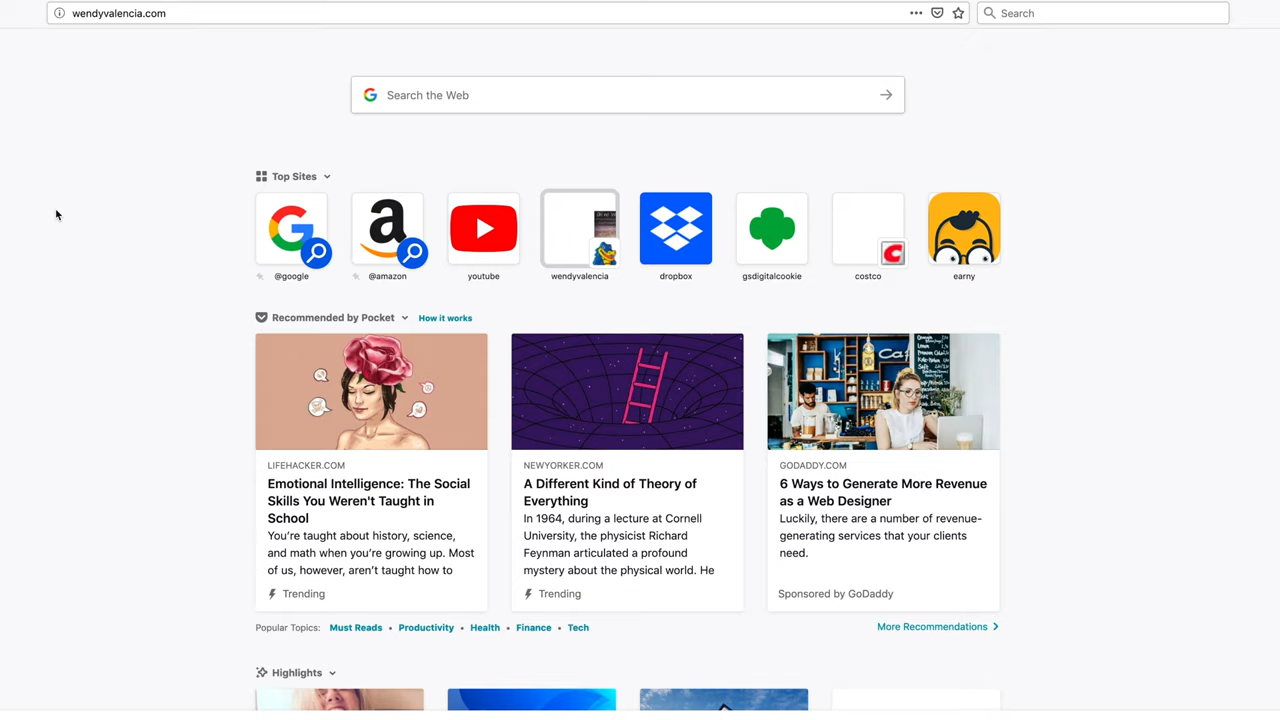 wendyvalencia.com
Search
Search the Web
Top Sites
@google
@amazon
youtube
wendyvalencia
dropbox
gsdigitalcookie
costco
earny
Recommended by Pocket
How it works
LIFEHACKER.COM
Emotional Intelligence: The Social
Skills You Weren't Taught in
School
You're taught about history, science,
and math when you're growing up. Most
of us, however, aren't taught how to
Trending
NEWYORKER.COM
A Different Kind of Theory of
Everything
In 1964, during a lecture at Cornell
University, the physicist Richard
Feynman articulated a profound
mystery about the physical world. He
Trending
GODADDY.COM
6 Ways to Generate More Revenue
as a Web Designer
Luckily, there are a number of revenue-
generating services that your clients
need.
Sponsored by GoDaddy
Popular Topics: Must Reads • Productivity • Health • Finance • Tech
More Recommendations
Highlights